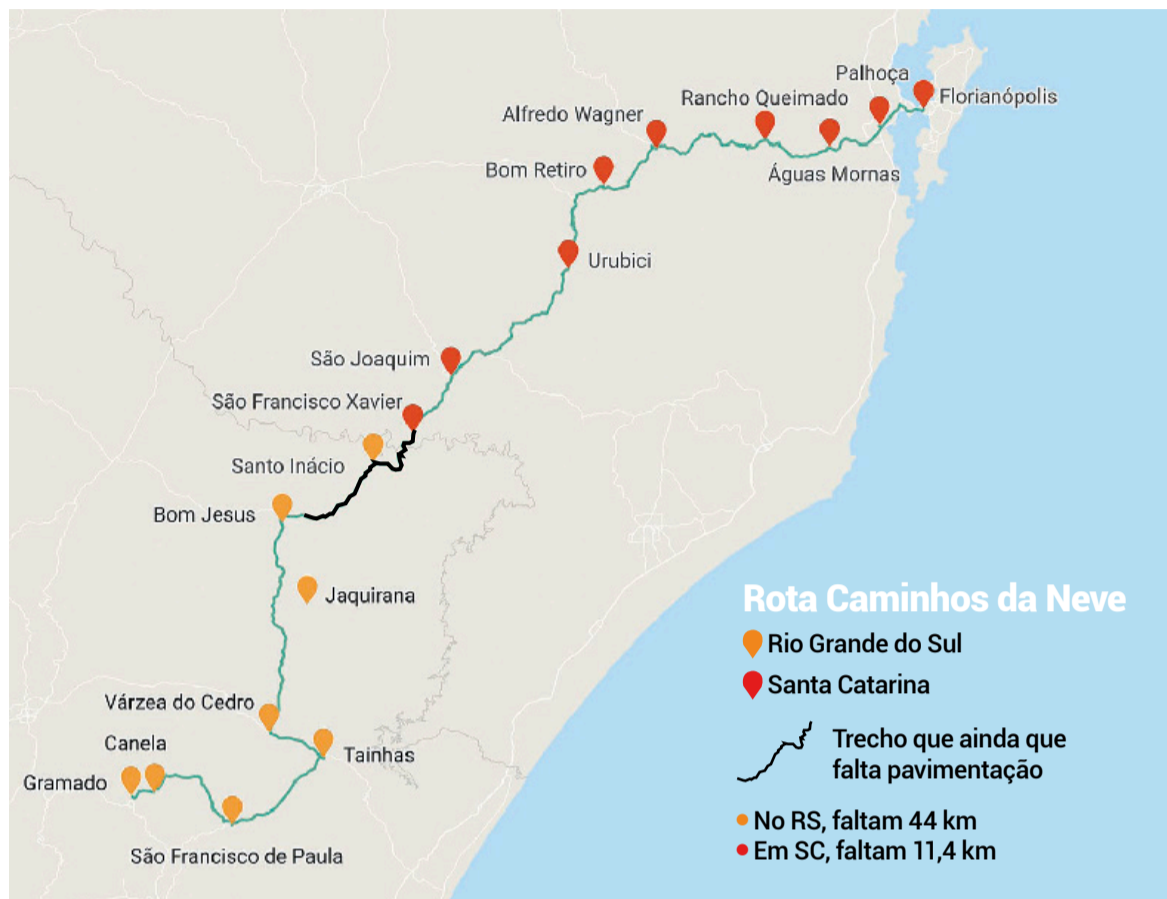 Palhoça
Florianópolis
Rancho Queimado
Alfredo Wagner
Águas Mornas
Bom Retiro
Urubici
São Joaquim
São Francisco Xavier
Santo Inácio
Bom Jesus
Jaquirana
Várzea do Cedro
Canela
Tainhas
Gramado
São Francisco de Paula
Rota Caminhos da Neve
Rio Grande do Sul
Santa Catarina
Trecho que ainda que
falta pavimentação
No RS, faltam 44 km
Em SC, faltam 11,4 km